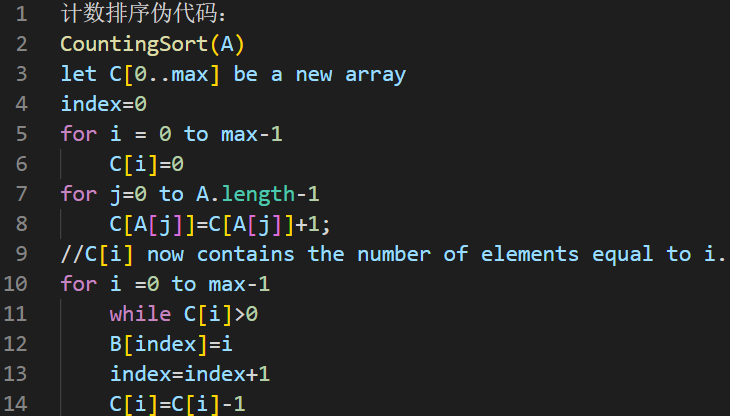 1 计数排序伪代码：
2 CountingSort(A)
3 let C[0..max] be a new array
4 index=0
5 for i = 0 to max-1
6 C[i]=0
7 for j=0 to A.length-1
8 C[A[j]]=C[A[j]]+1;
9 //C[i] now contains the number of elements equal to i.
10 for i =0 to max-1
11 while C[i]>0
12 B[index]=i
13 index=index+1
14 C[i]=C[i]-1